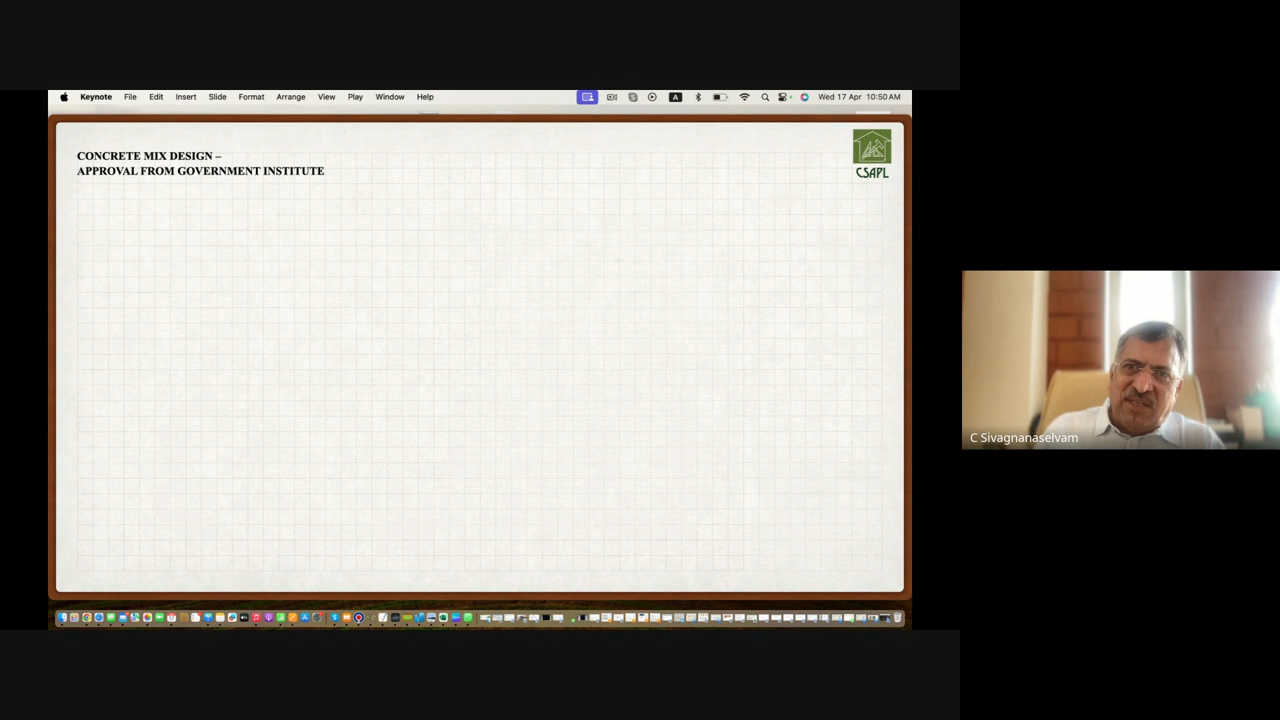 Keynote File Edit Insert Slide Format Arrange View Play Window Help A Wed 17 Apr 10:50 AM
CONCRETE MIX DESIGN –
APPROVAL FROM GOVERNMENT INSTITUTE
CSAPL
C Sivagnanaselvam